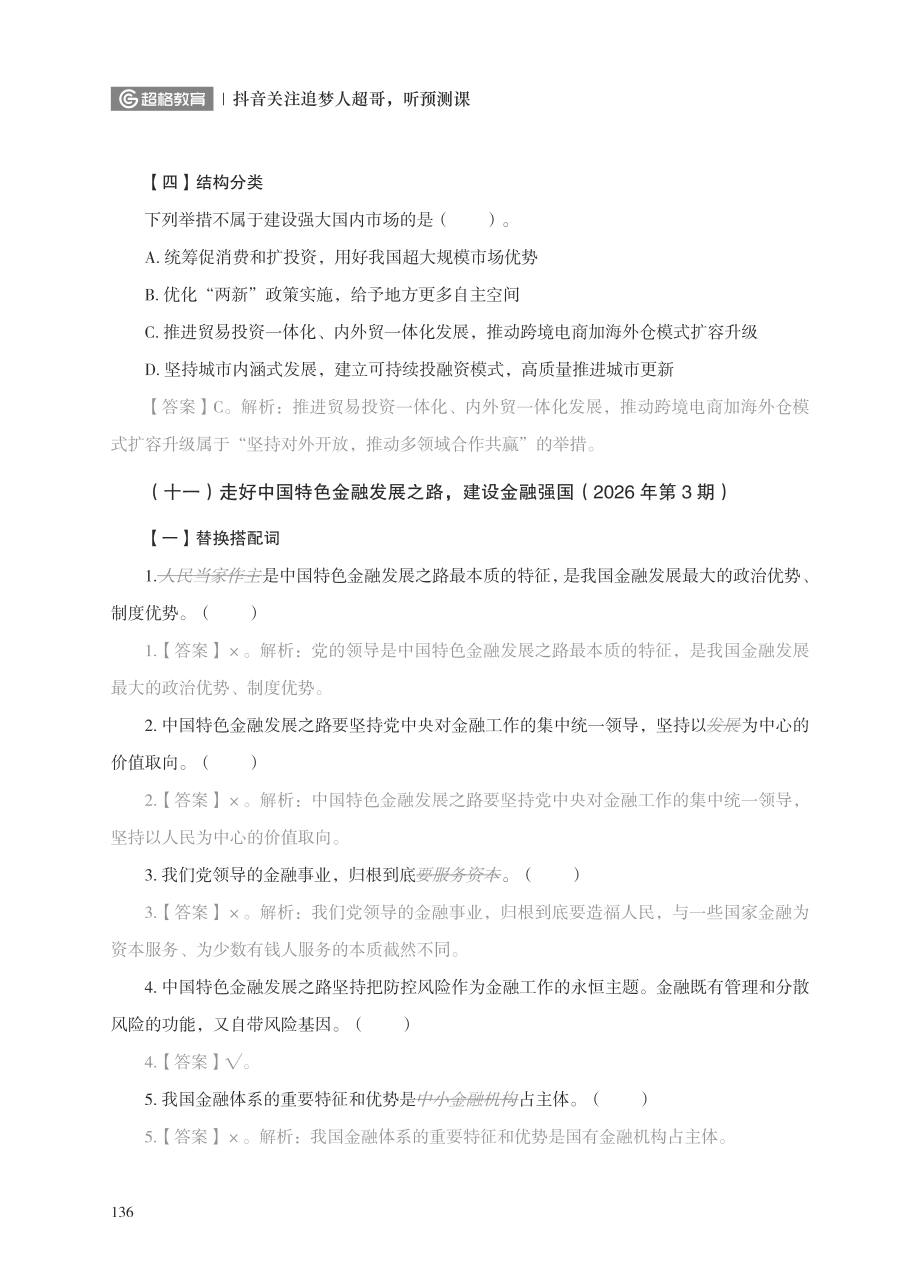 超格教育 | 抖音关注追梦人超哥，听预测课
【四】结构分类
下列举措不属于建设强大国内市场的是（　　）。
A. 统筹促消费和扩投资，用好我国超大规模市场优势
B. 优化“两新”政策实施，给予地方更多自主空间
C. 推进贸易投资一体化、内外贸一体化发展，推动跨境电商加海外仓模式扩容升级
D. 坚持城市内涵式发展，建立可持续投融资模式，高质量推进城市更新
【答案】C。解析：推进贸易投资一体化、内外贸一体化发展，推动跨境电商加海外仓模
式扩容升级属于“坚持对外开放，推动多领域合作共赢”的举措。
（十一）走好中国特色金融发展之路，建设金融强国（2026 年第 3 期）
【一】替换搭配词
1.人民当家作主是中国特色金融发展之路最本质的特征，是我国金融发展最大的政治优势、
制度优势。（　　）
1.【答案】×。解析：党的领导是中国特色金融发展之路最本质的特征，是我国金融发展
最大的政治优势、制度优势。
2. 中国特色金融发展之路要坚持党中央对金融工作的集中统一领导，坚持以发展为中心的
价值取向。（　　）
2.【答案】×。解析：中国特色金融发展之路要坚持党中央对金融工作的集中统一领导，
坚持以人民为中心的价值取向。
3. 我们党领导的金融事业，归根到底要服务资本。（　　）
3.【答案】×。解析：我们党领导的金融事业，归根到底要造福人民，与一些国家金融为
资本服务、为少数有钱人服务的本质截然不同。
4. 中国特色金融发展之路坚持把防控风险作为金融工作的永恒主题。金融既有管理和分散
风险的功能，又自带风险基因。（　　）
4.【答案】√。
5. 我国金融体系的重要特征和优势是中小金融机构占主体。（　　）
5.【答案】×。解析：我国金融体系的重要特征和优势是国有金融机构占主体。
136